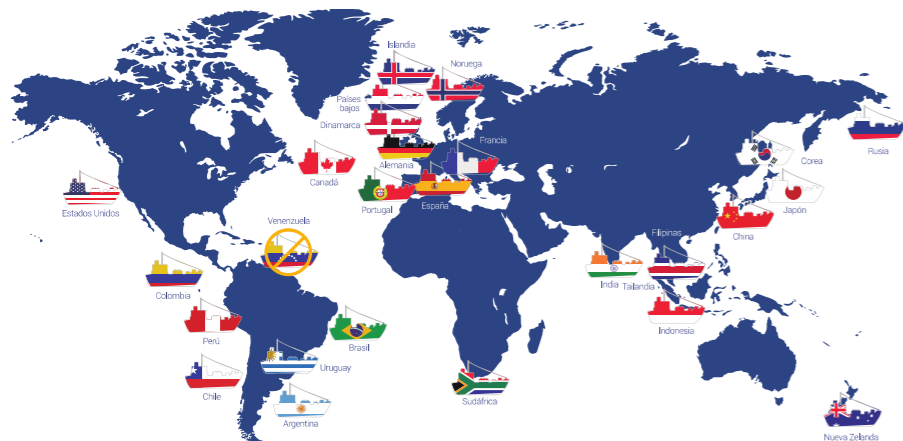 Islandia
Noruega
Países
bajos
Dinamarca
Francia
Alemania
Corea
Rusia
Canadá
Estados Unidos
Portugal
España
Japón
China
Venenzuela
Filipinas
India
Tailandia
Colombia
Indonesia
Perú
Brasil
Uruguay
Chile
Sudáfrica
Argentina
Nueva Zelanda